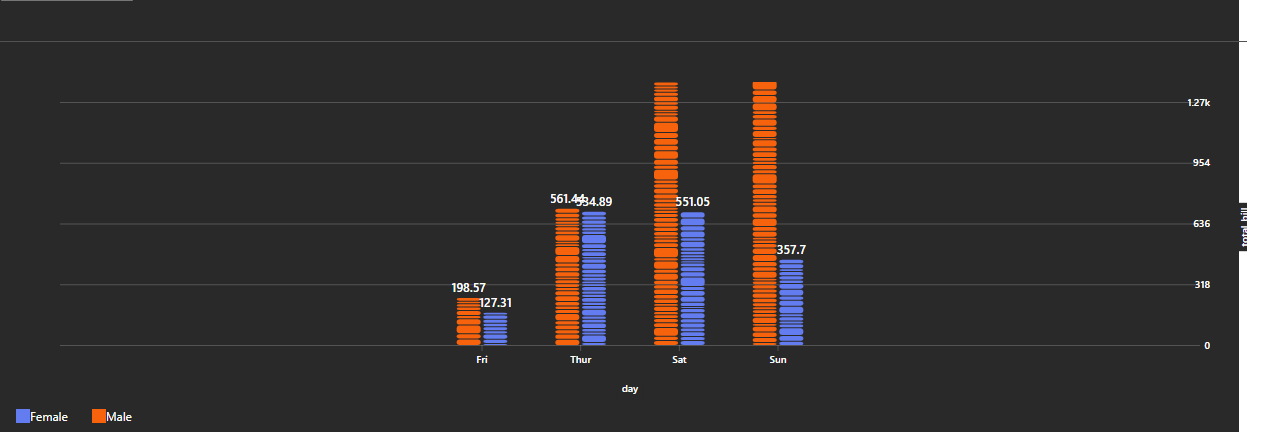 1.27k
954
636
318
0
total_bill
561.44
534.89
551.05
357.7
198.57
127.31
Fri
Thur
Sat
Sun
day
Female
Male